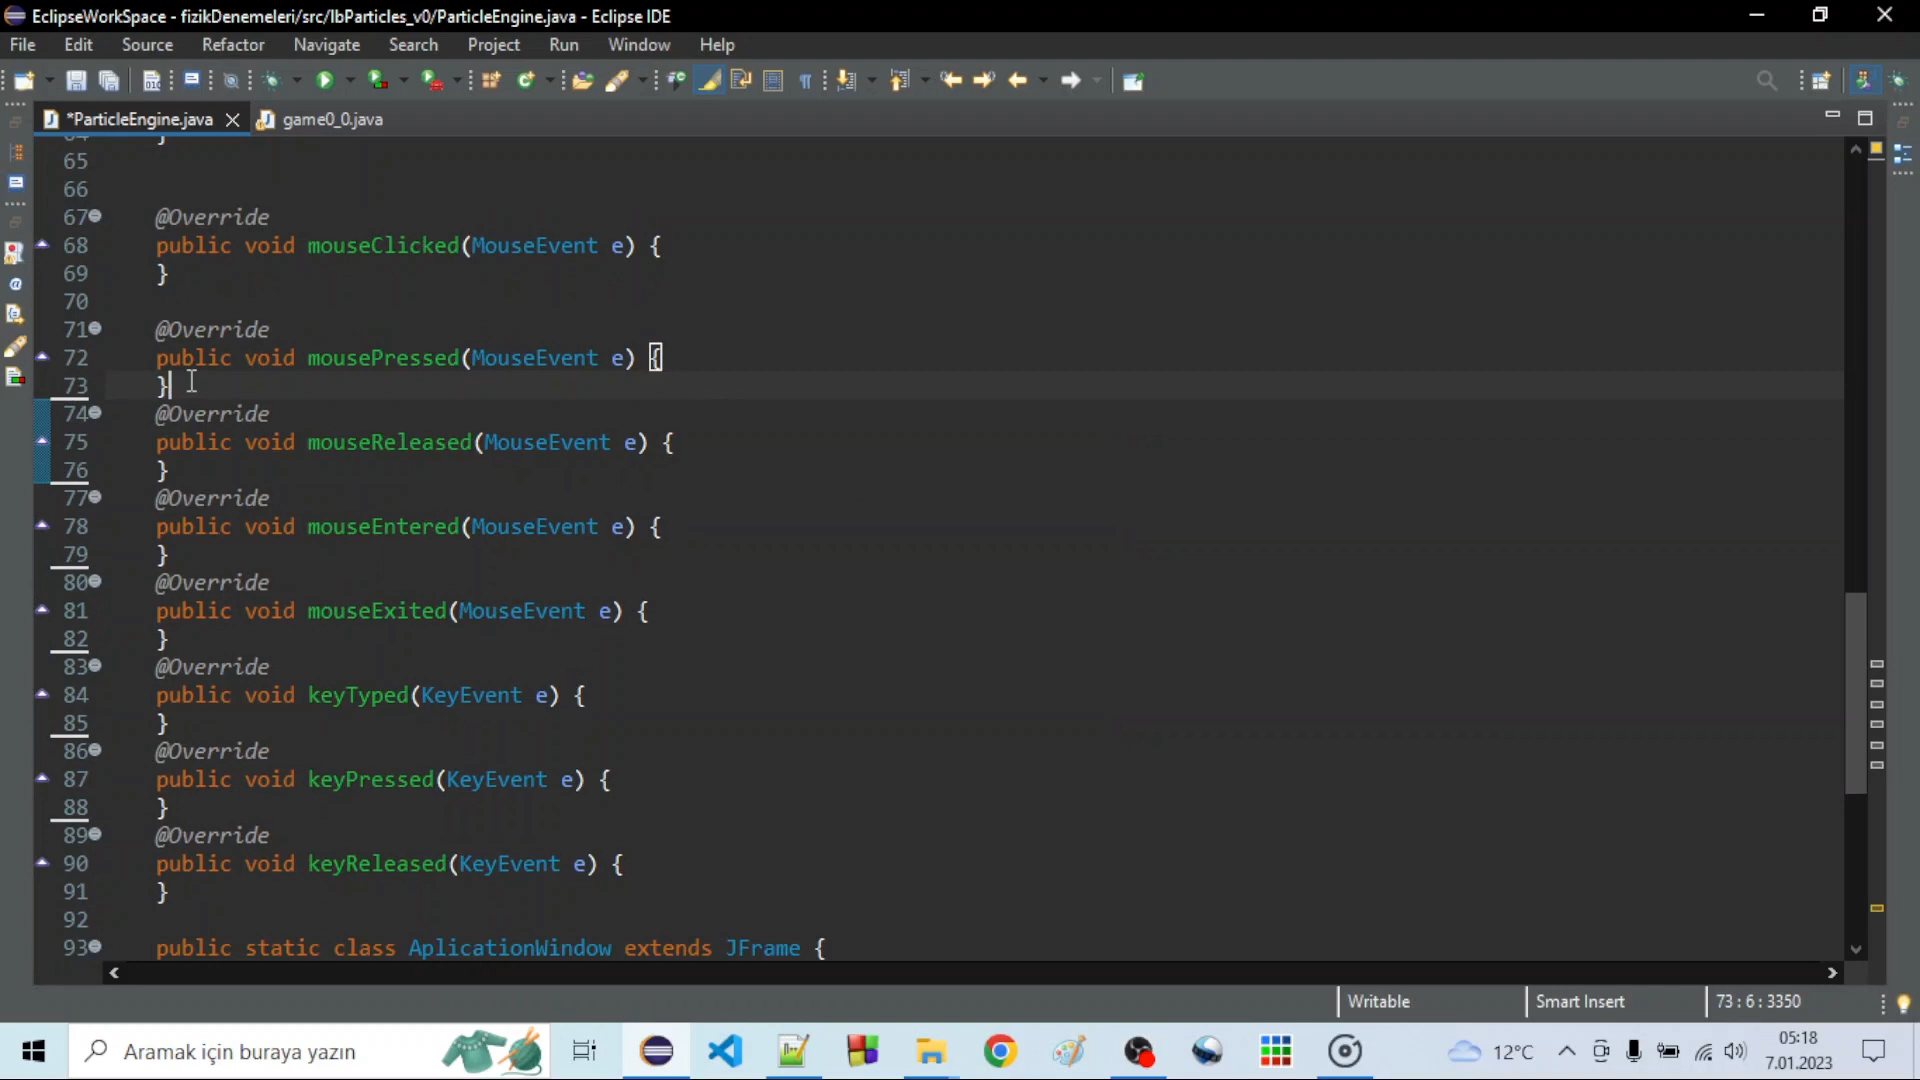 EclipseWorkSpace - fizikDenemeleri/src/lbParticles_v0/ParticleEngine.java - Eclipse IDE
File Edit Source Refactor Navigate Search Project Run Window Help
*ParticleEngine.java game0_0.java
64 }
65
66
67 @Override
68 public void mouseClicked(MouseEvent e) {
69 }
70
71 @Override
72 public void mousePressed(MouseEvent e) {
73 }
74 @Override
75 public void mouseReleased(MouseEvent e) {
76 }
77 @Override
78 public void mouseEntered(MouseEvent e) {
79 }
80 @Override
81 public void mouseExited(MouseEvent e) {
82 }
83 @Override
84 public void keyTyped(KeyEvent e) {
85 }
86 @Override
87 public void keyPressed(KeyEvent e) {
88 }
89 @Override
90 public void keyReleased(KeyEvent e) {
91 }
92
93 public static class AplicationWindow extends JFrame {
Writable Smart Insert 73 : 6 : 3350
Aramak için buraya yazın 12°C 05:18
7.01.2023